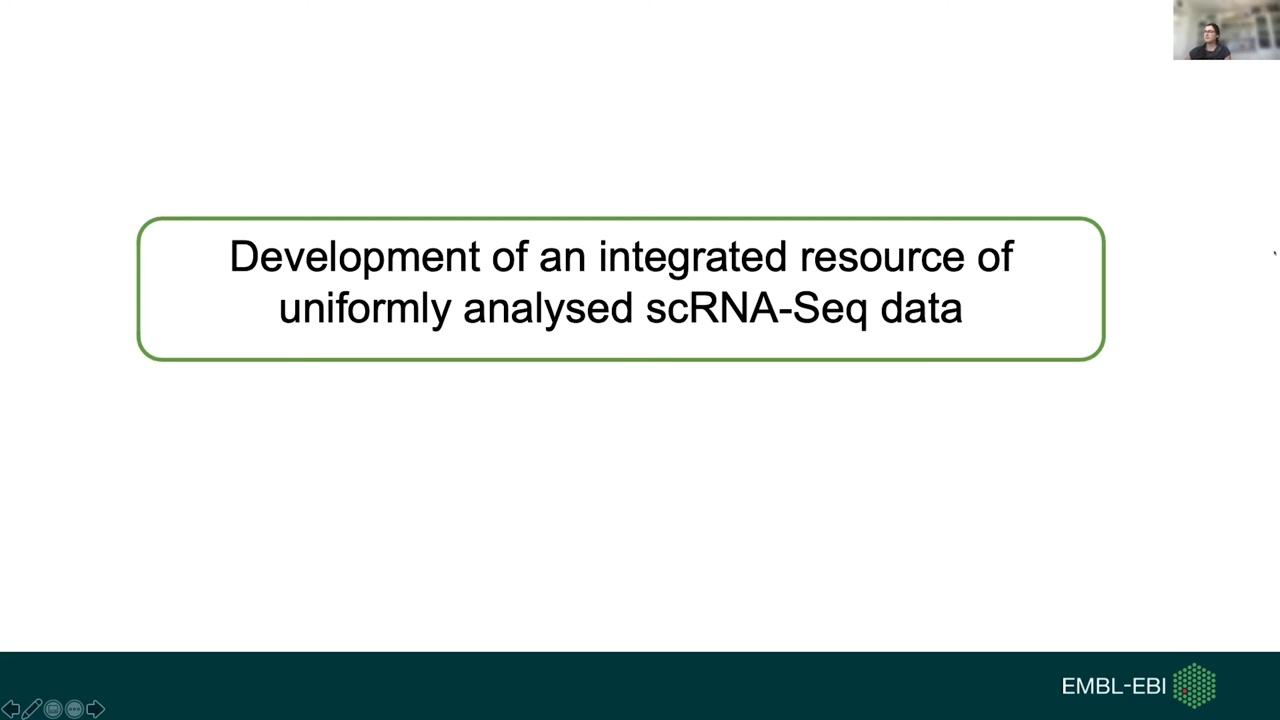 Development of an integrated resource of
uniformly analysed scRNA-Seq data
EMBL-EBI